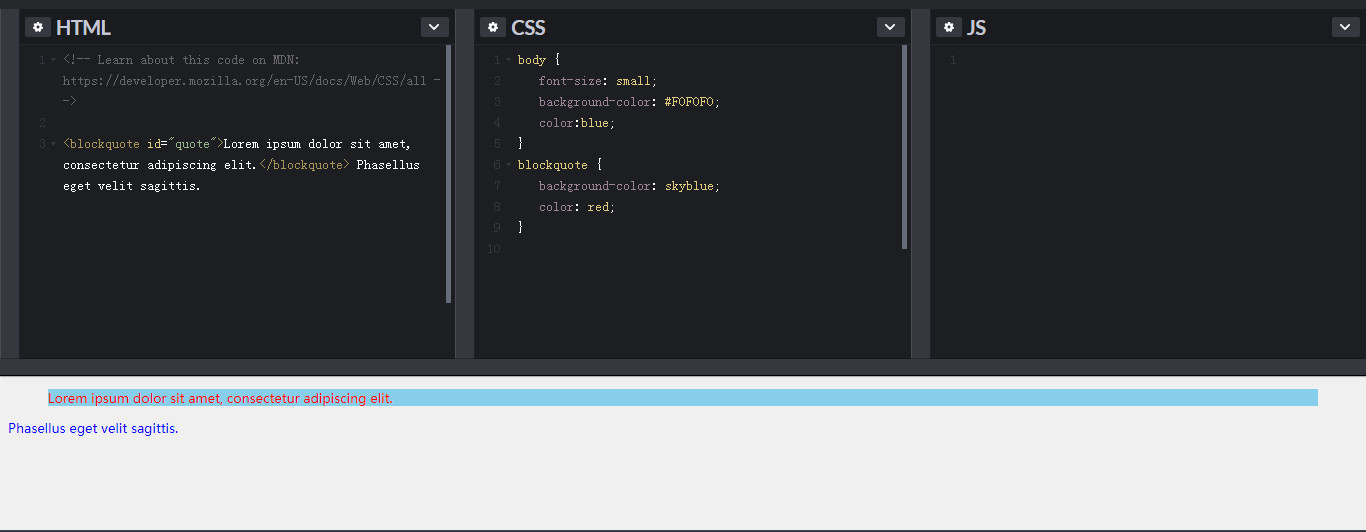 HTML
1 <!-- Learn about this code on MDN:
https://developer.mozilla.org/en-US/docs/Web/CSS/all -
->
2
3 <blockquote id="quote">Lorem ipsum dolor sit amet,
consectetur adipiscing elit.</blockquote> Phasellus
eget velit sagittis.
CSS
1 body {
2 font-size: small;
3 background-color: #F0F0F0;
4 color:blue;
5 }
6 blockquote {
7 background-color: skyblue;
8 color: red;
9 }
10
JS
1
Lorem ipsum dolor sit amet, consectetur adipiscing elit.
Phasellus eget velit sagittis.